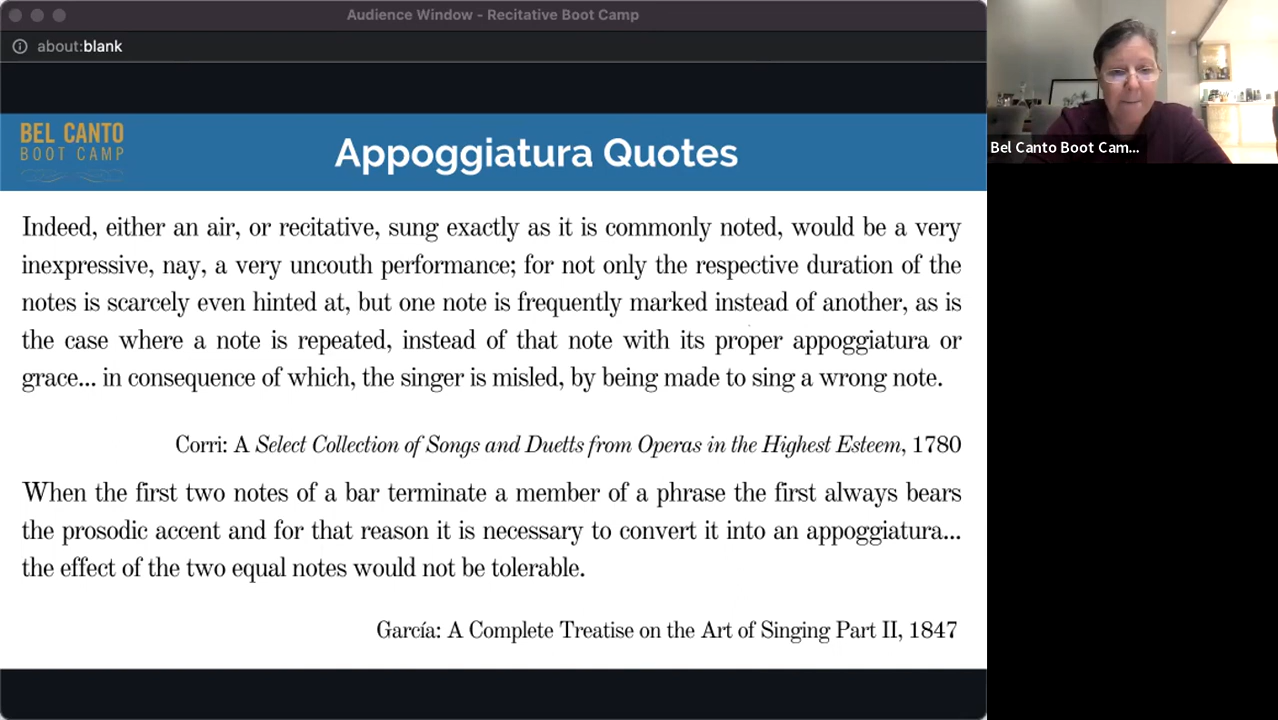 Audience Window - Recitative Boot Camp
about:blank
BEL CANTO
BOOT CAMP
Appoggiatura Quotes
Indeed, either an air, or recitative, sung exactly as it is commonly noted, would be a very
inexpressive, nay, a very uncouth performance; for not only the respective duration of the
notes is scarcely even hinted at, but one note is frequently marked instead of another, as is
the case where a note is repeated, instead of that note with its proper appoggiatura or
grace... in consequence of which, the singer is misled, by being made to sing a wrong note.
Corri: A Select Collection of Songs and Duetts from Operas in the Highest Esteem, 1780
When the first two notes of a bar terminate a member of a phrase the first always bears
the prosodic accent and for that reason it is necessary to convert it into an appoggiatura...
the effect of the two equal notes would not be tolerable.
García: A Complete Treatise on the Art of Singing Part II, 1847
Bel Canto Boot Cam...